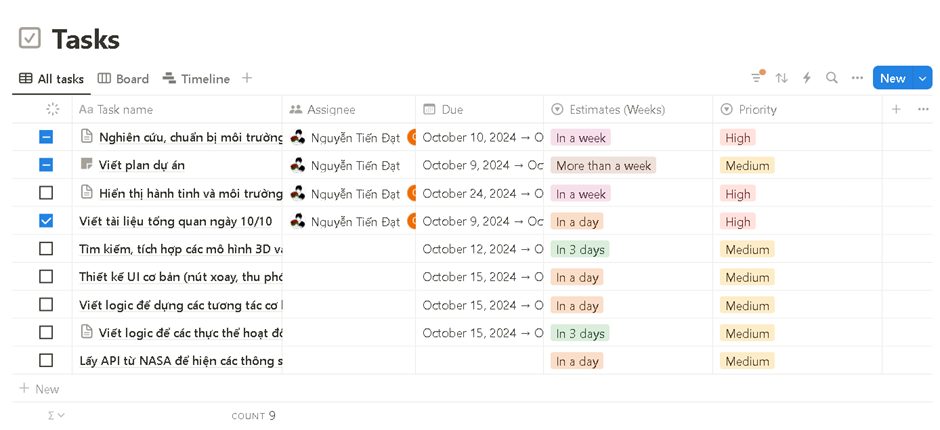 Tasks
All tasks Board Timeline New
Aa Task name Assignee Due Estimates (Weeks) Priority
Nghiên cứu, chuẩn bị môi trường Nguyễn Tiến Đạt October 10, 2024 → O In a week High
Viết plan dự án Nguyễn Tiến Đạt October 9, 2024 → Oc More than a week Medium
Hiển thị hành tinh và môi trường Nguyễn Tiến Đạt October 24, 2024 → O In a week High
Viết tài liệu tổng quan ngày 10/10 Nguyễn Tiến Đạt October 9, 2024 → Oc In a day High
Tìm kiếm, tích hợp các mô hình 3D và October 12, 2024 → O In 3 days Medium
Thiết kế UI cơ bản (nút xoay, thu phó October 15, 2024 → O In a day Medium
Viết logic để dựng các tương tác cơ October 15, 2024 → O In a day Medium
Viết logic để các thực thể hoạt độ October 15, 2024 → O In 3 days Medium
Lấy API từ NASA để hiện các thông s In a day Medium
+ New
Σ COUNT 9